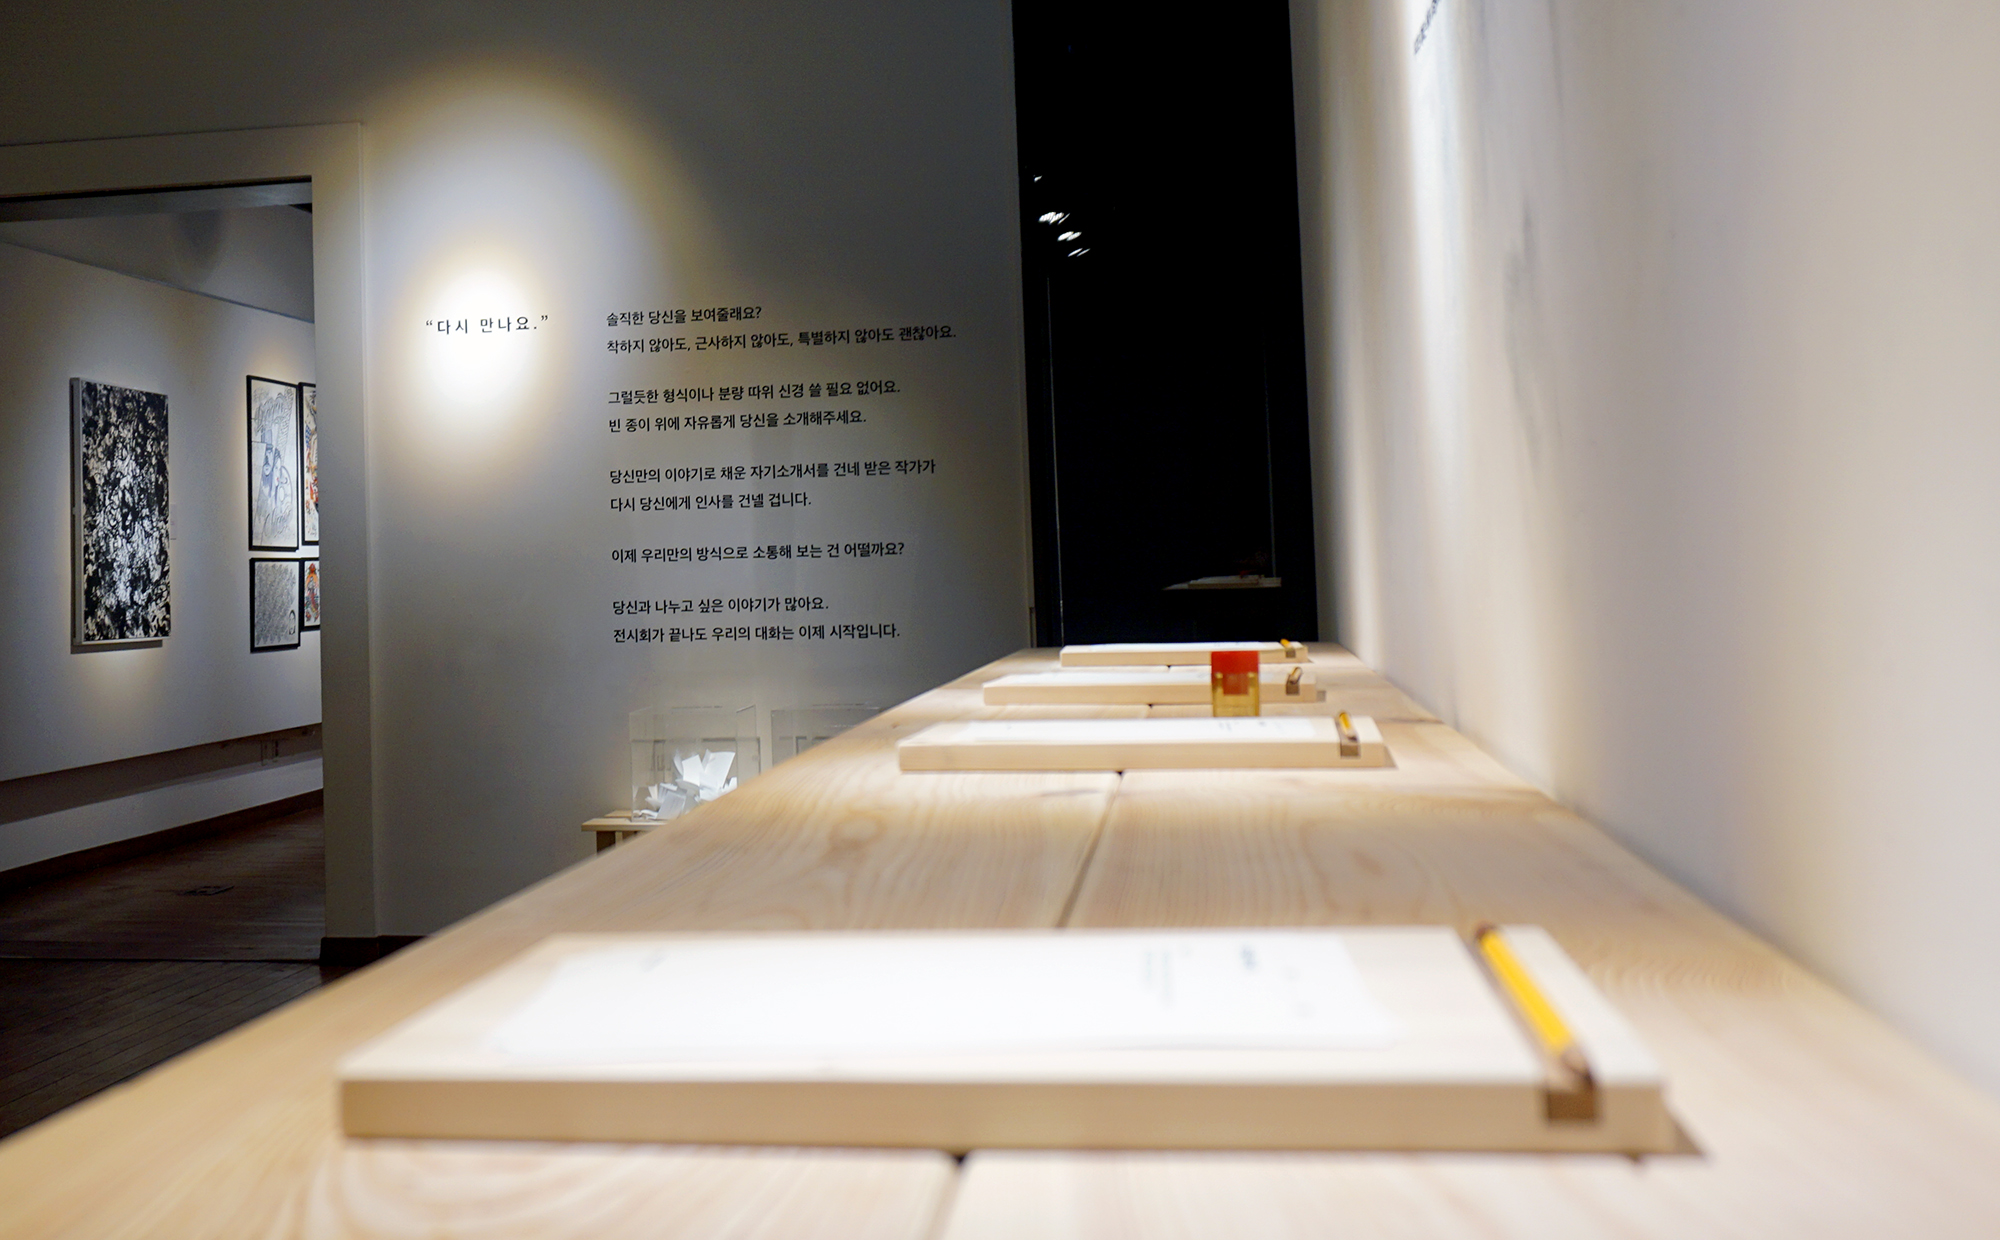 “다시 만나요.”
솔직한 당신을 보여줄래요?
착하지 않아도, 근사하지 않아도, 특별하지 않아도 괜찮아요.
그럴듯한 형식이나 분량 따위 신경 쓸 필요 없어요.
빈 종이 위에 자유롭게 당신을 소개해주세요.
당신만의 이야기로 채운 자기소개서를 건네 받은 작가가
다시 당신에게 인사를 건넬 겁니다.
이제 우리만의 방식으로 소통해 보는 건 어떨까요?
당신과 나누고 싶은 이야기가 많아요.
전시회가 끝나도 우리의 대화는 이제 시작입니다.